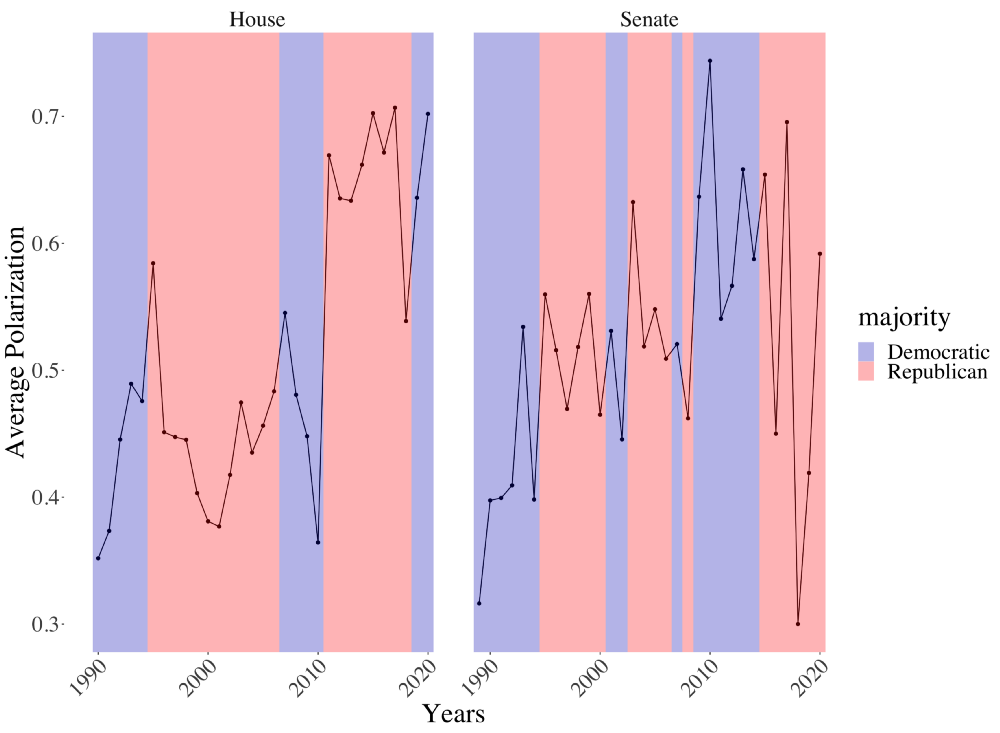 House
Senate
Average Polarization
0.7
0.6
0.5
0.4
0.3
1990
2000
2010
2020
1990
2000
2010
2020
Years
majority
Democratic
Republican